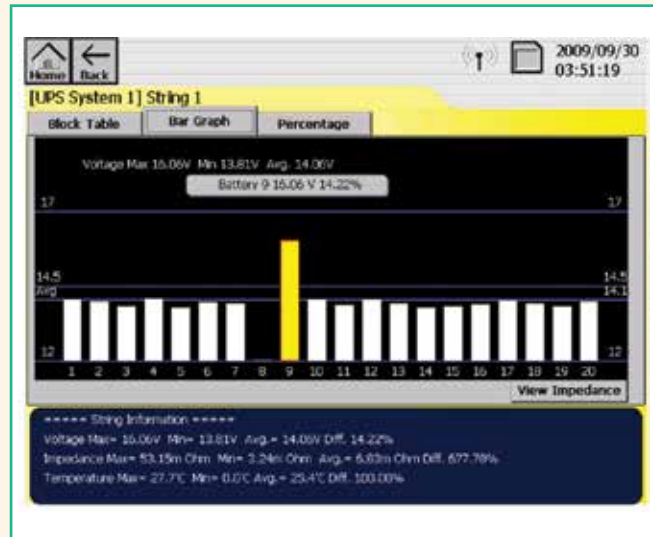 Home Back
2009/09/30
03:51:19
[UPS System 1] String 1
Block Table Bar Graph Percentage
Voltage Max 16.06V Min 13.81V Avg. 14.06V
Battery 9 16.06 V 14.22%
17 17
14.5 14.5
Avg 14.1
12 12
1 2 3 4 5 6 7 8 9 10 11 12 13 14 15 16 17 18 19 20
View Impedance
===== String Information =====
Voltage Max= 16.06V Min= 13.81V Avg.= 14.06V Diff. 14.22%
Impedance Max= 53.15m Ohm Min= 3.24m Ohm Avg.= 6.83m Ohm Diff. 677.78%
Temperature Max= 27.7°C Min= 0.0°C Avg.= 25.4°C Diff. 100.00%